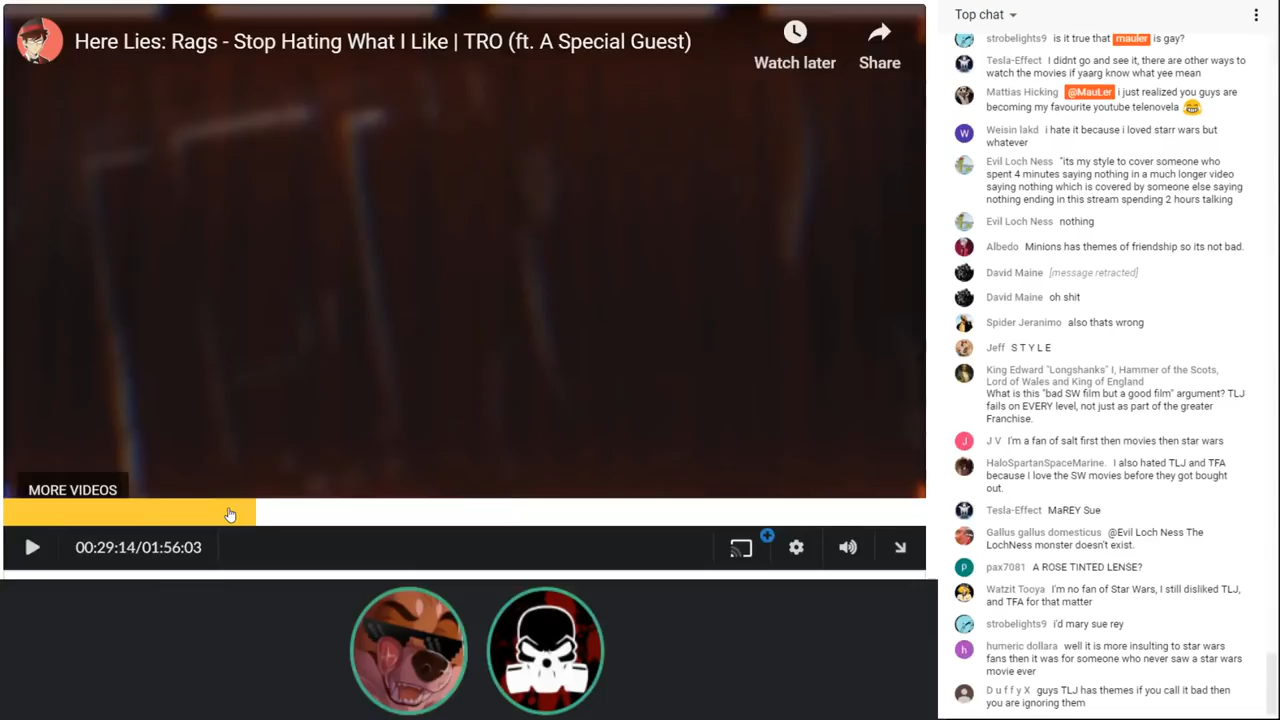 Here Lies: Rags - Stop Hating What I Like | TRO (ft. A Special Guest)
Watch later
Share
MORE VIDEOS
00:29:14/01:56:03
Top chat
strobelights9 is it true that mauler is gay?
Tesla-Effect I didnt go and see it, there are other ways to
watch the movies if yaarg know what yee mean
Mattias Hicking @MauLer i just realized you guys are
becoming my favourite youtube telenovela 😂
Weisin lakd i hate it because i loved starr wars but
whatever
Evil Loch Ness "its my style to cover someone who
spent 4 minutes saying nothing in a much longer video
saying nothing which is covered by someone else saying
nothing ending in this stream spending 2 hours talking
Evil Loch Ness nothing
Albedo Minions has themes of friendship so its not bad.
David Maine [message retracted]
David Maine oh shit
Spider Jeranimo also thats wrong
Jeff S T Y L E
King Edward "Longshanks" I, Hammer of the Scots,
Lord of Wales and King of England
What is this "bad SW film but a good film" argument? TLJ
fails on EVERY level, not just as part of the greater
Franchise.
J V I'm a fan of salt first then movies then star wars
HaloSpartanSpaceMarine. I also hated TLJ and TFA
because I love the SW movies before they got bought
out.
Tesla-Effect MaREY Sue
Gallus gallus domesticus @Evil Loch Ness The
LochNess monster doesn't exist.
pax7081 A ROSE TINTED LENSE?
Watzit Tooya I'm no fan of Star Wars, I still disliked TLJ,
and TFA for that matter
strobelights9 i'd mary sue rey
humeric dollara well it is more insulting to star wars
fans then it was for someone who never saw a star wars
movie ever
D u f f y X guys TLJ has themes if you call it bad then
you are ignoring them
W
J
p
h